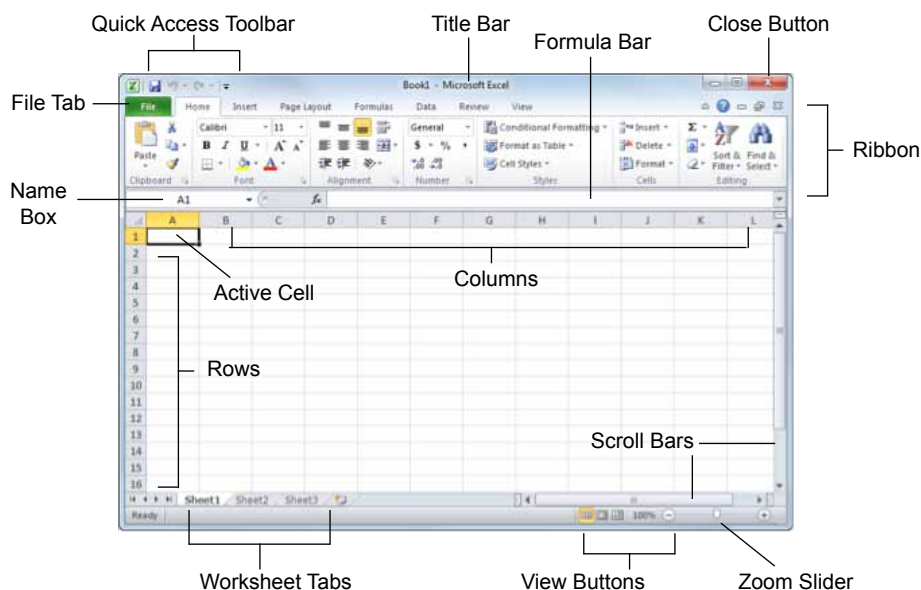 Quick Access Toolbar
Title Bar
Formula Bar
Close Button
Book1 - Microsoft Excel
File Tab
File Home Insert Page Layout Formulas Data Review View
Calibri 11 General Conditional Formatting Insert Σ
Paste B I U A A $ % , Format as Table Delete Sort & Filter Find & Select
A Cell Styles Format
Clipboard Font Alignment Number Styles Cells Editing
Ribbon
Name Box
A1 fx
A B C D E F G H I J K L
1
2
3
4
5
6
7
8
9
10
11
12
13
14
15
16
Active Cell
Columns
Rows
Scroll Bars
Sheet1 Sheet2 Sheet3
Ready 100%
Worksheet Tabs
View Buttons
Zoom Slider